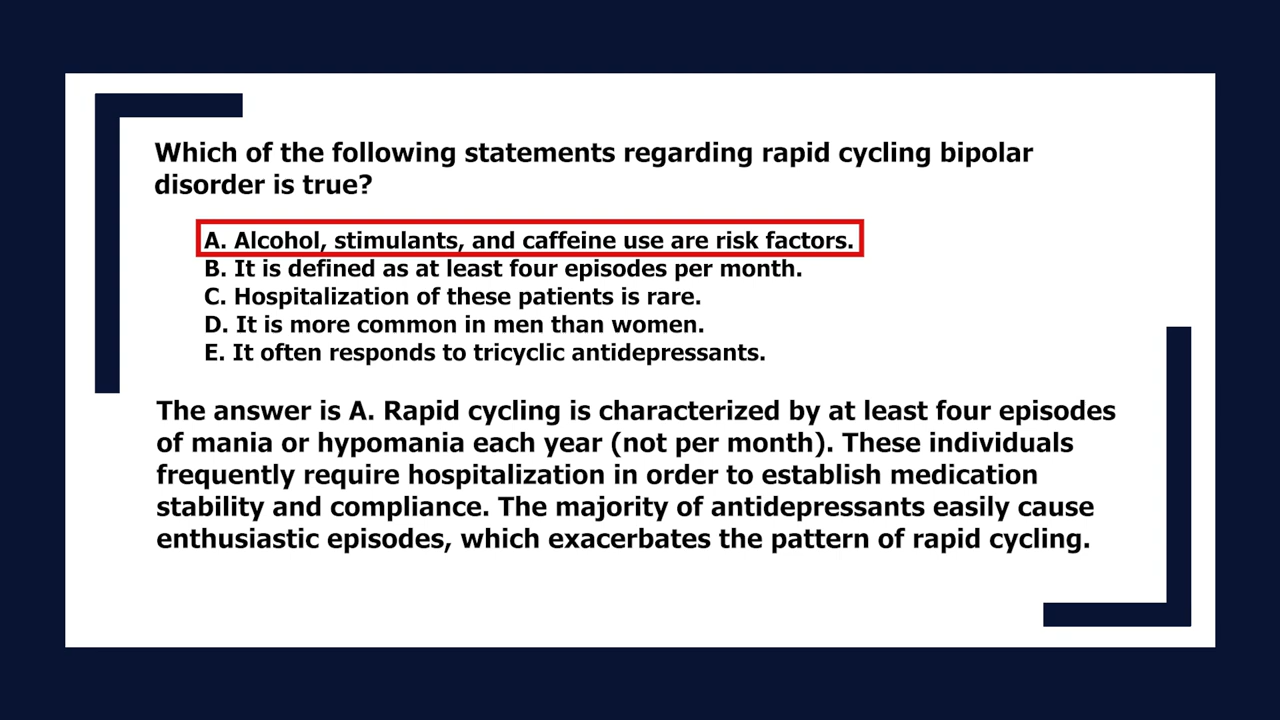 Which of the following statements regarding rapid cycling bipolar
disorder is true?
A. Alcohol, stimulants, and caffeine use are risk factors.
B. It is defined as at least four episodes per month.
C. Hospitalization of these patients is rare.
D. It is more common in men than women.
E. It often responds to tricyclic antidepressants.
The answer is A. Rapid cycling is characterized by at least four episodes
of mania or hypomania each year (not per month). These individuals
frequently require hospitalization in order to establish medication
stability and compliance. The majority of antidepressants easily cause
enthusiastic episodes, which exacerbates the pattern of rapid cycling.